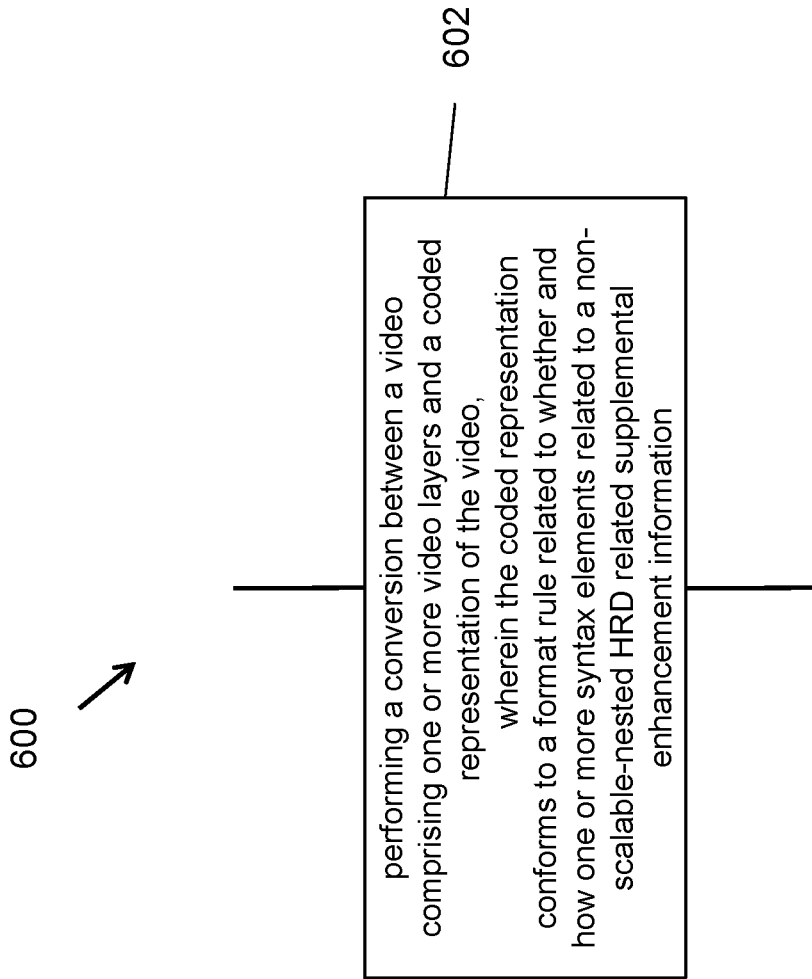 600
602
performing a conversion between a video
comprising one or more video layers and a coded
representation of the video,
wherein the coded representation
conforms to a format rule related to whether and
how one or more syntax elements related to a non-
scalable-nested HRD related supplemental
enhancement information